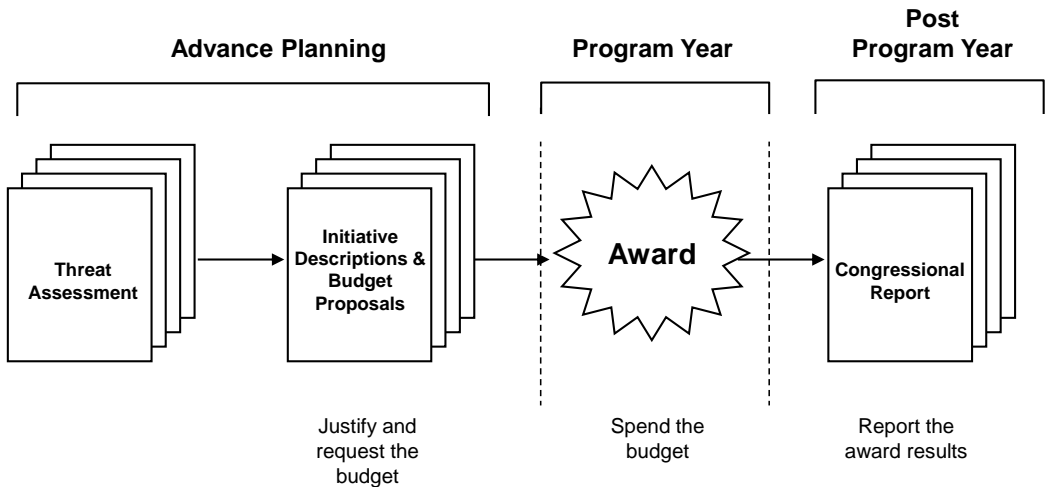 Advance Planning
Program Year
Post
Program Year
Threat
Assessment
Initiative
Descriptions &
Budget
Proposals
Award
Congressional
Report
Justify and
request the
budget
Spend the
budget
Report the
award results